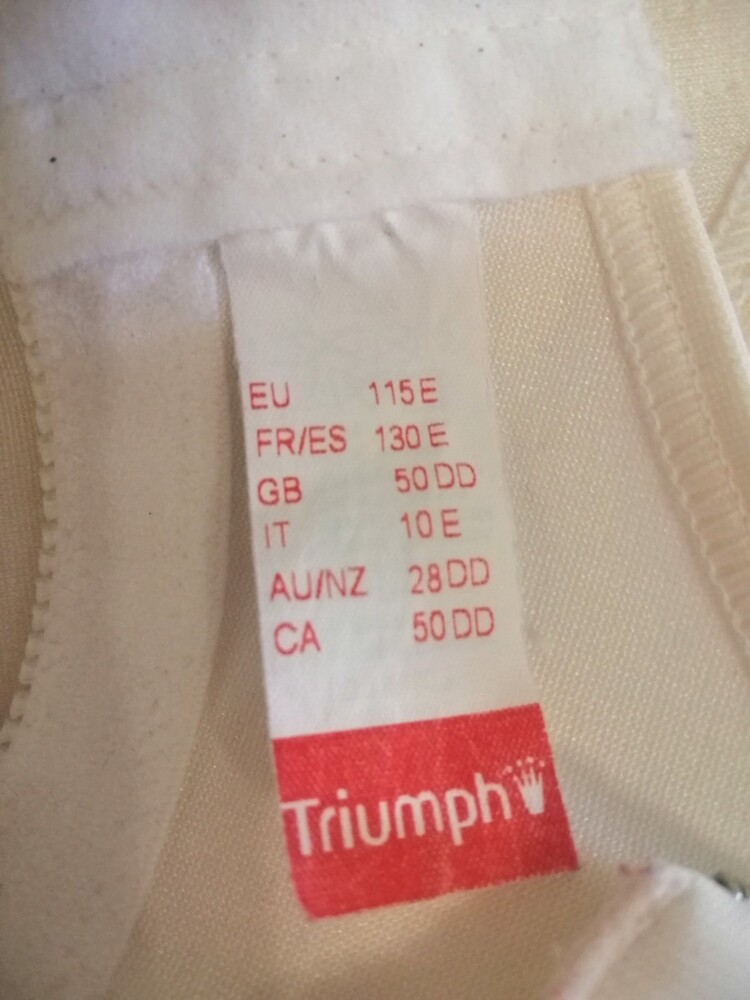 EU 115 E
FR/ES 130 E
GB 50 DD
IT 10 E
AU/NZ 28 DD
CA 50 DD
Triumph